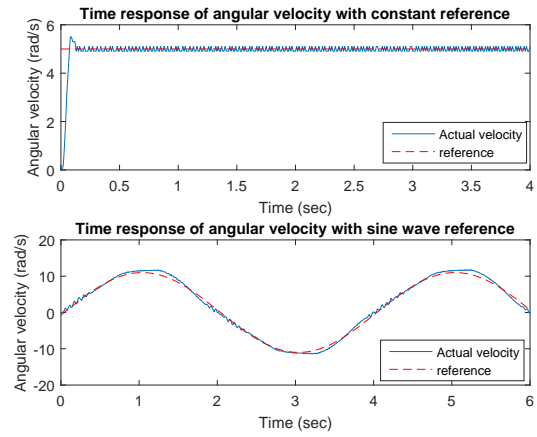 Time response of angular velocity with constant reference
Angular velocity (rad/s)
6
4
2
0
Actual velocity
reference
0 0.5 1 1.5 2 2.5 3 3.5 4
Time (sec)
Time response of angular velocity with sine wave reference
Angular velocity (rad/s)
20
10
0
-10
-20
Actual velocity
reference
0 1 2 3 4 5 6
Time (sec)